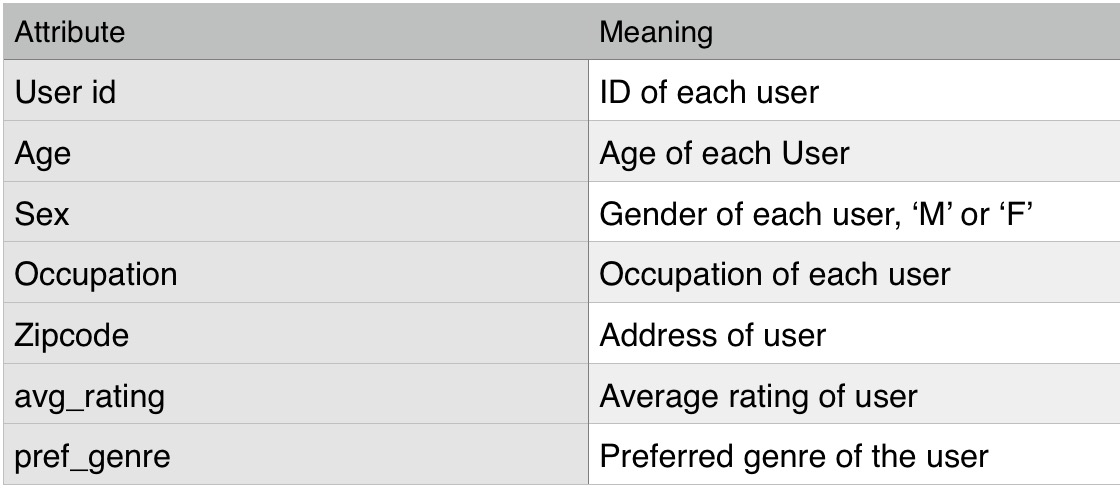 Attribute Meaning
User id ID of each user
Age Age of each User
Sex Gender of each user, ‘M’ or ‘F’
Occupation Occupation of each user
Zipcode Address of user
avg_rating Average rating of user
pref_genre Preferred genre of the user